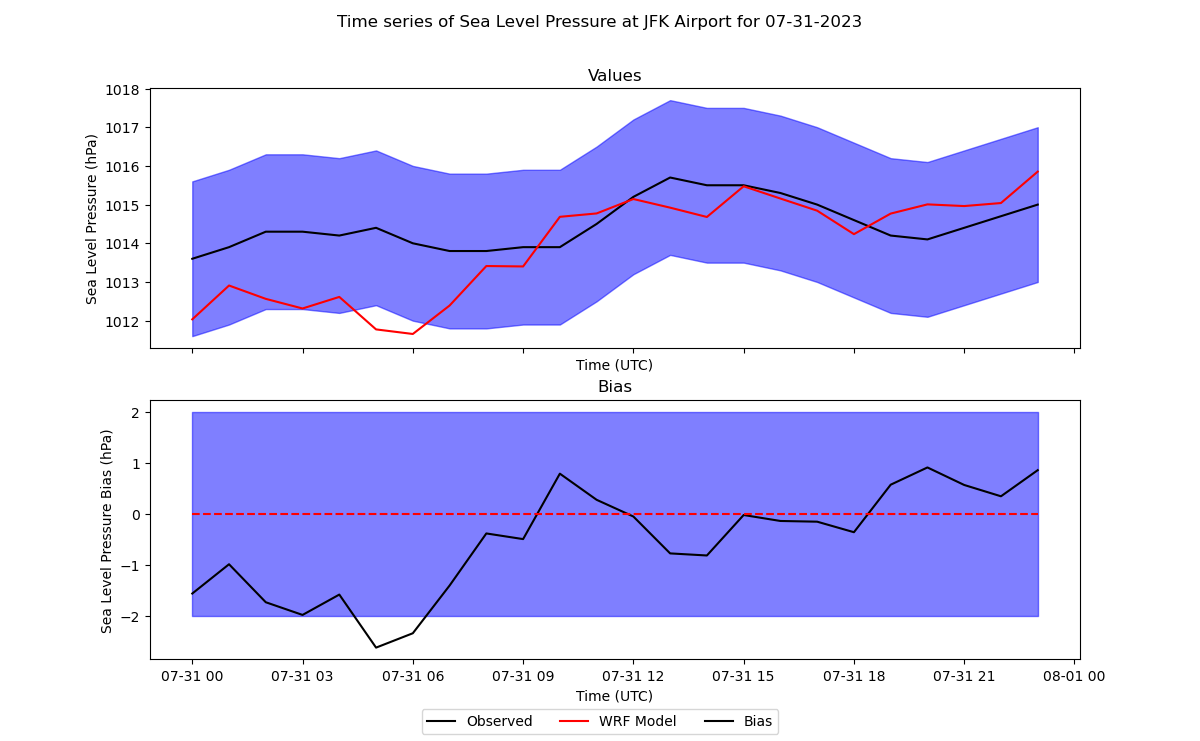 Time series of Sea Level Pressure at JFK Airport for 07-31-2023
Values
Sea Level Pressure (hPa)
1018
1017
1016
1015
1014
1013
1012
Time (UTC)
Bias
Sea Level Pressure Bias (hPa)
2
1
0
−1
−2
07-31 00 07-31 03 07-31 06 07-31 09 07-31 12 07-31 15 07-31 18 07-31 21 08-01 00
Time (UTC)
Observed WRF Model Bias